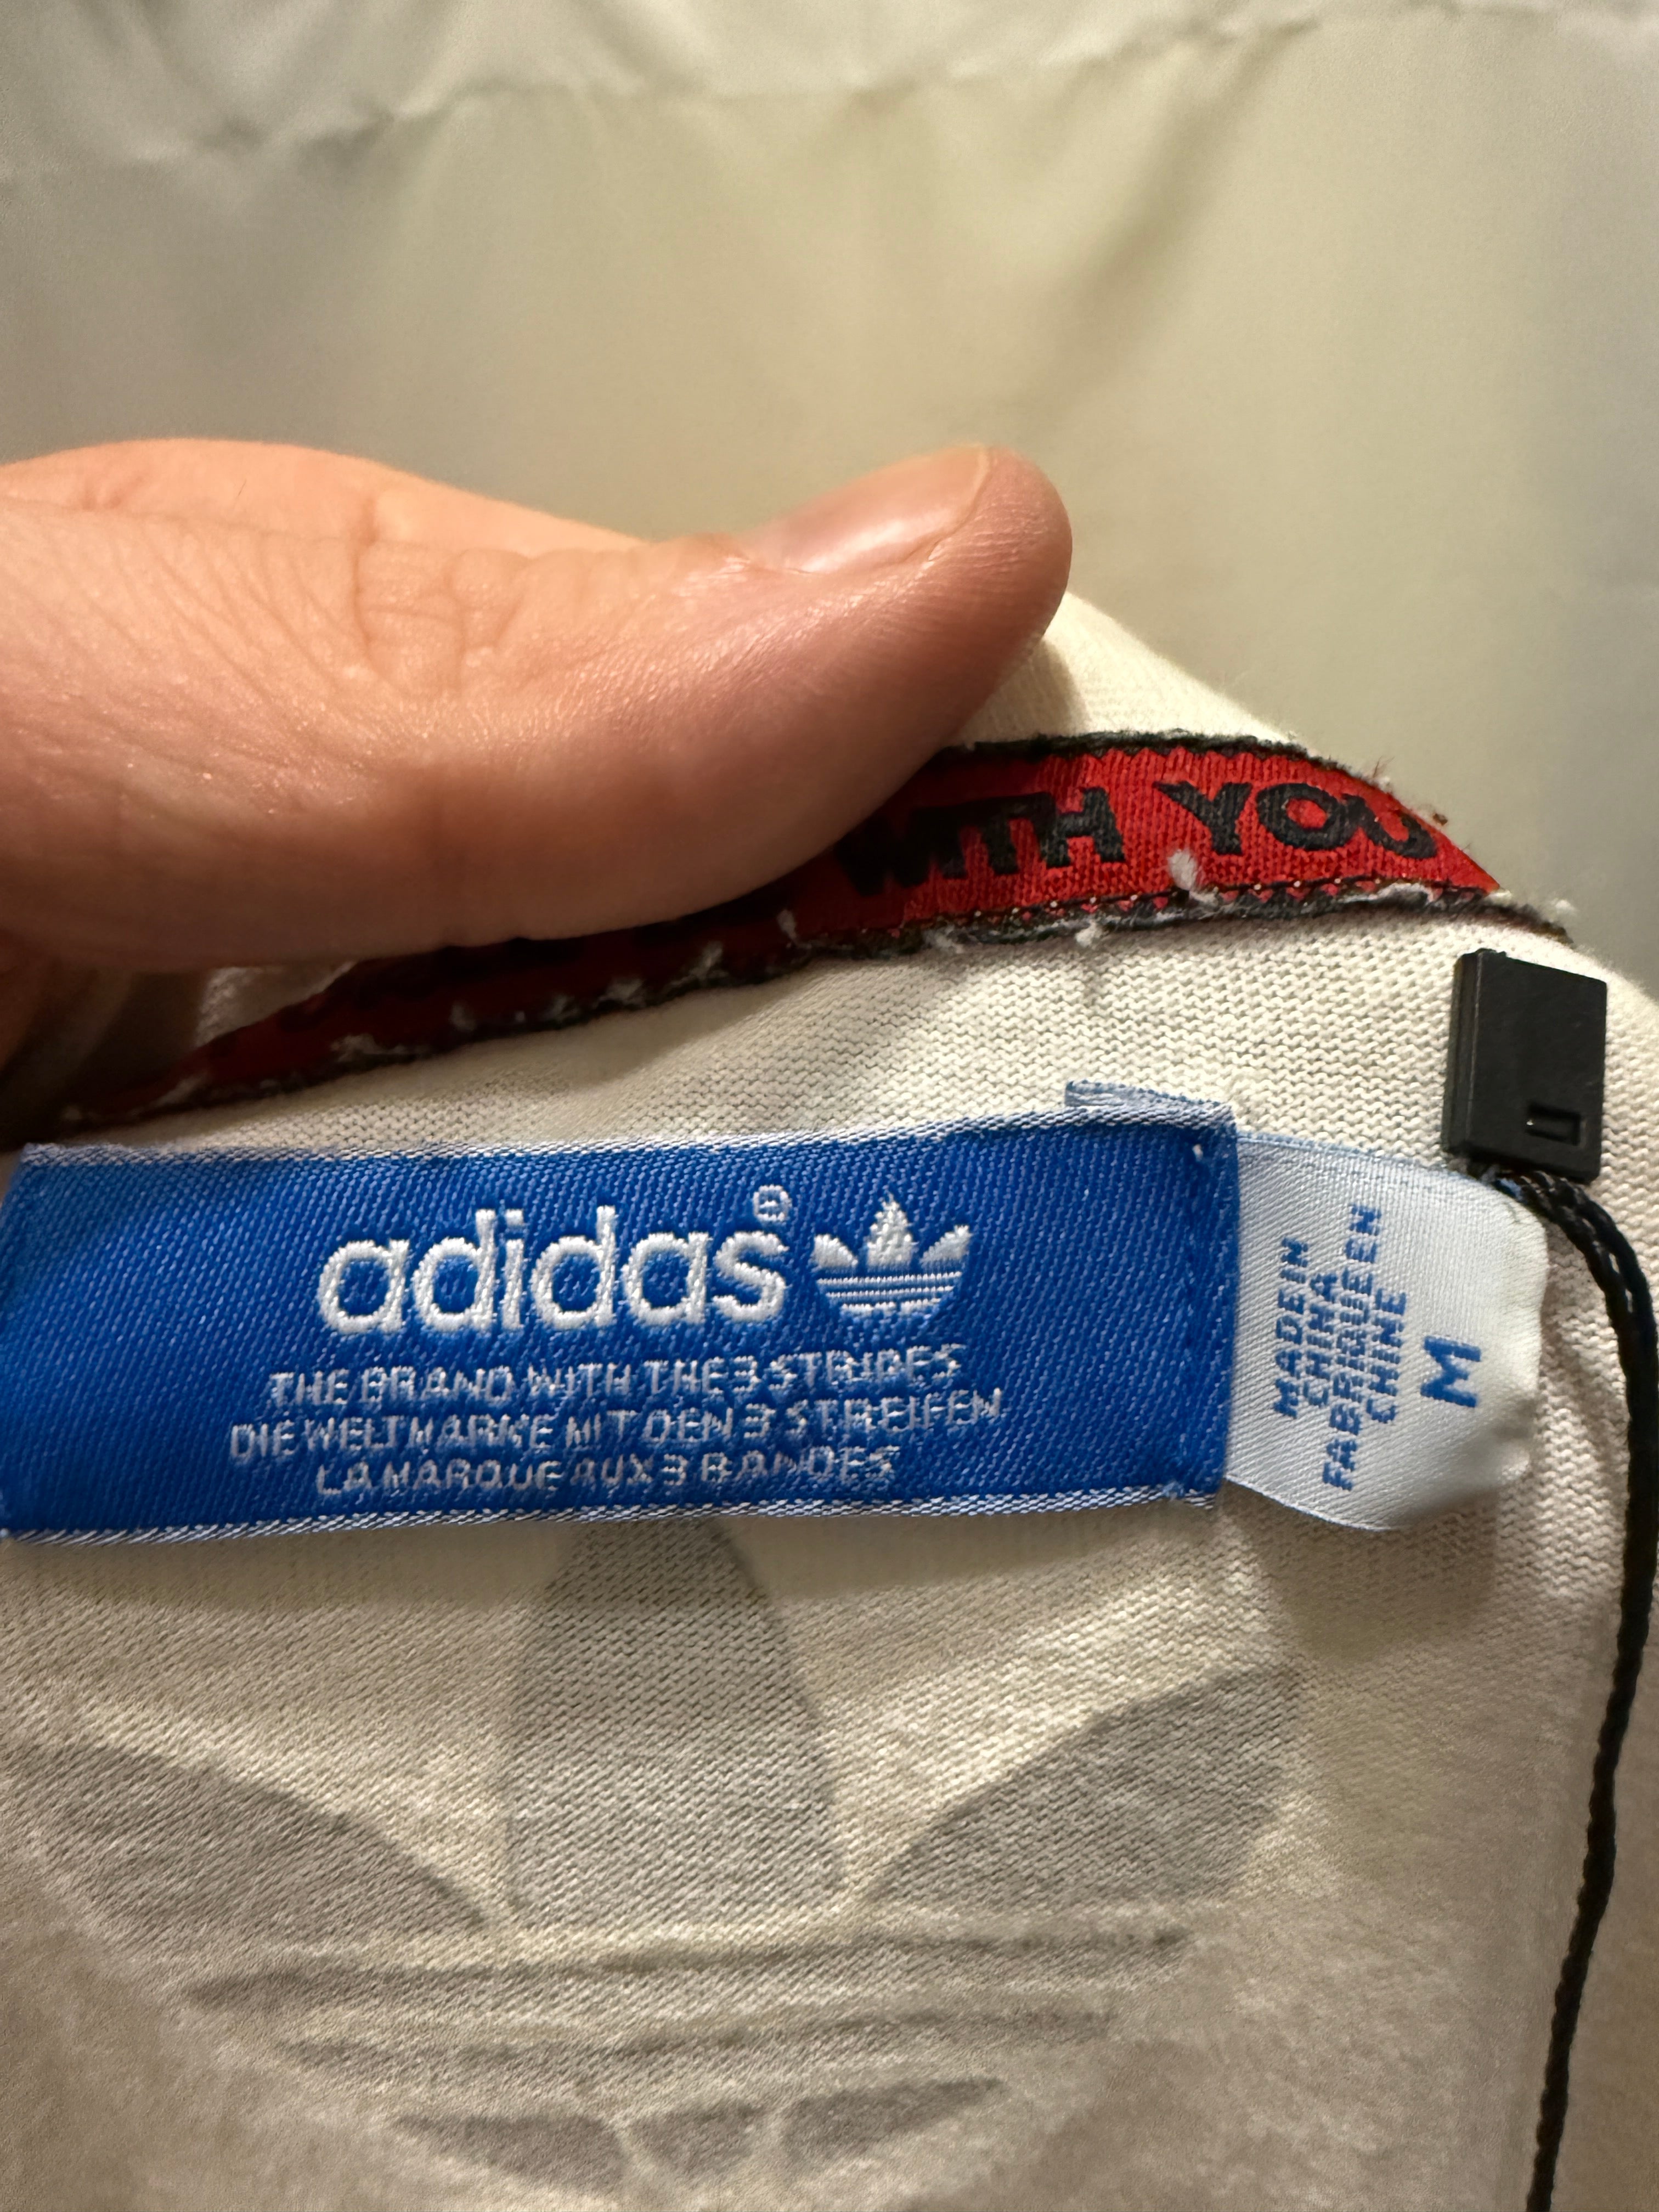 WITH YOU
adidas®
THE BRAND WITH THE 3 STRIPES
DIE WELTMARKE MIT DEN 3 STREIFEN
LA MARQUE AUX 3 BANDES
MADE IN
CHINA
FABRIQUE EN
CHINE
M